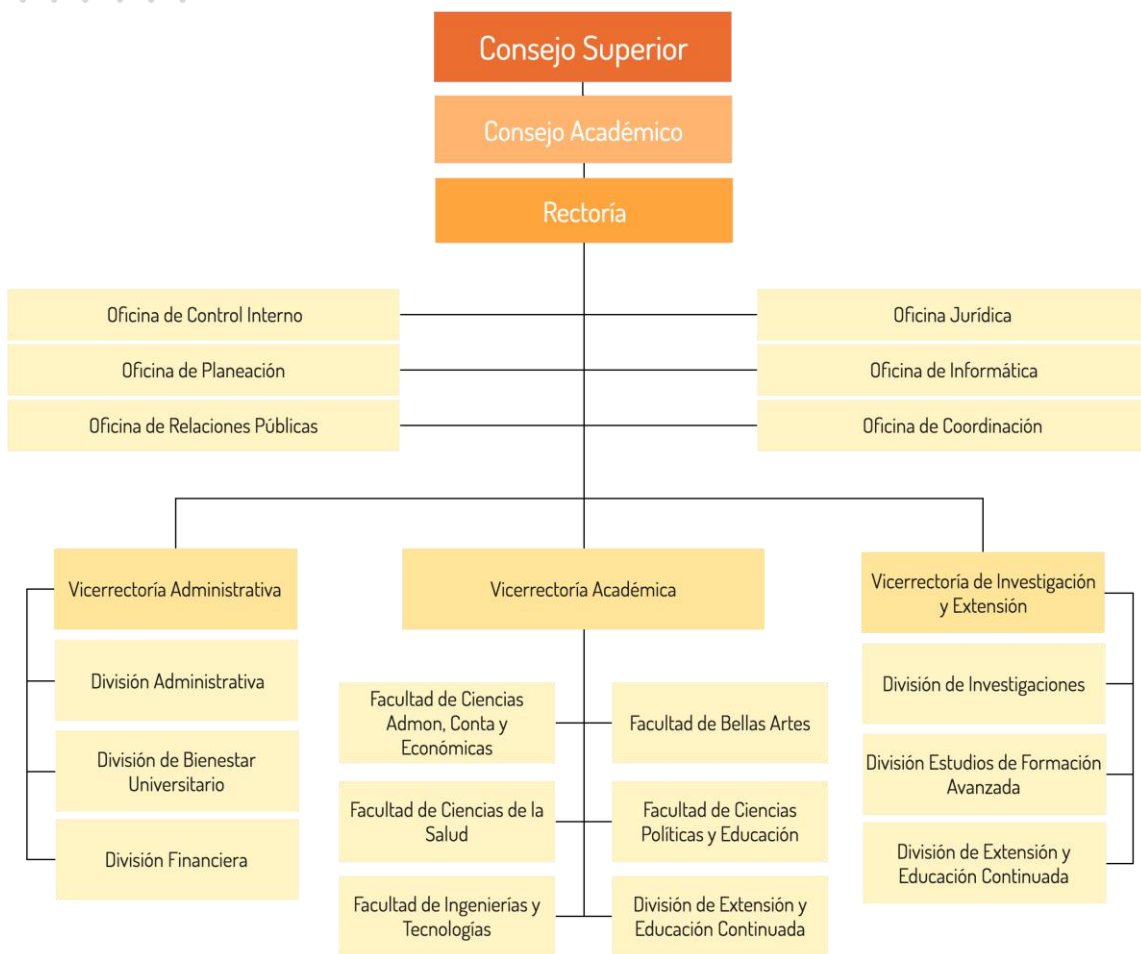 Consejo Superior
Consejo Académico
Rectoría
Oficina de Control Interno
Oficina Jurídica
Oficina de Planeación
Oficina de Informática
Oficina de Relaciones Públicas
Oficina de Coordinación
Vicerrectoría Administrativa
División Administrativa
División de Bienestar
Universitario
División Financiera
Vicerrectoría Académica
Facultad de Ciencias
Admon, Conta y
Económicas
Facultad de Bellas Artes
Facultad de Ciencias de la
Salud
Facultad de Ciencias
Políticas y Educación
Facultad de Ingenierías y
Tecnologías
División de Extensión y
Educación Continuada
Vicerrectoría de Investigación
y Extensión
División de Investigaciones
División Estudios de Formación
Avanzada
División de Extensión y
Educación Continuada